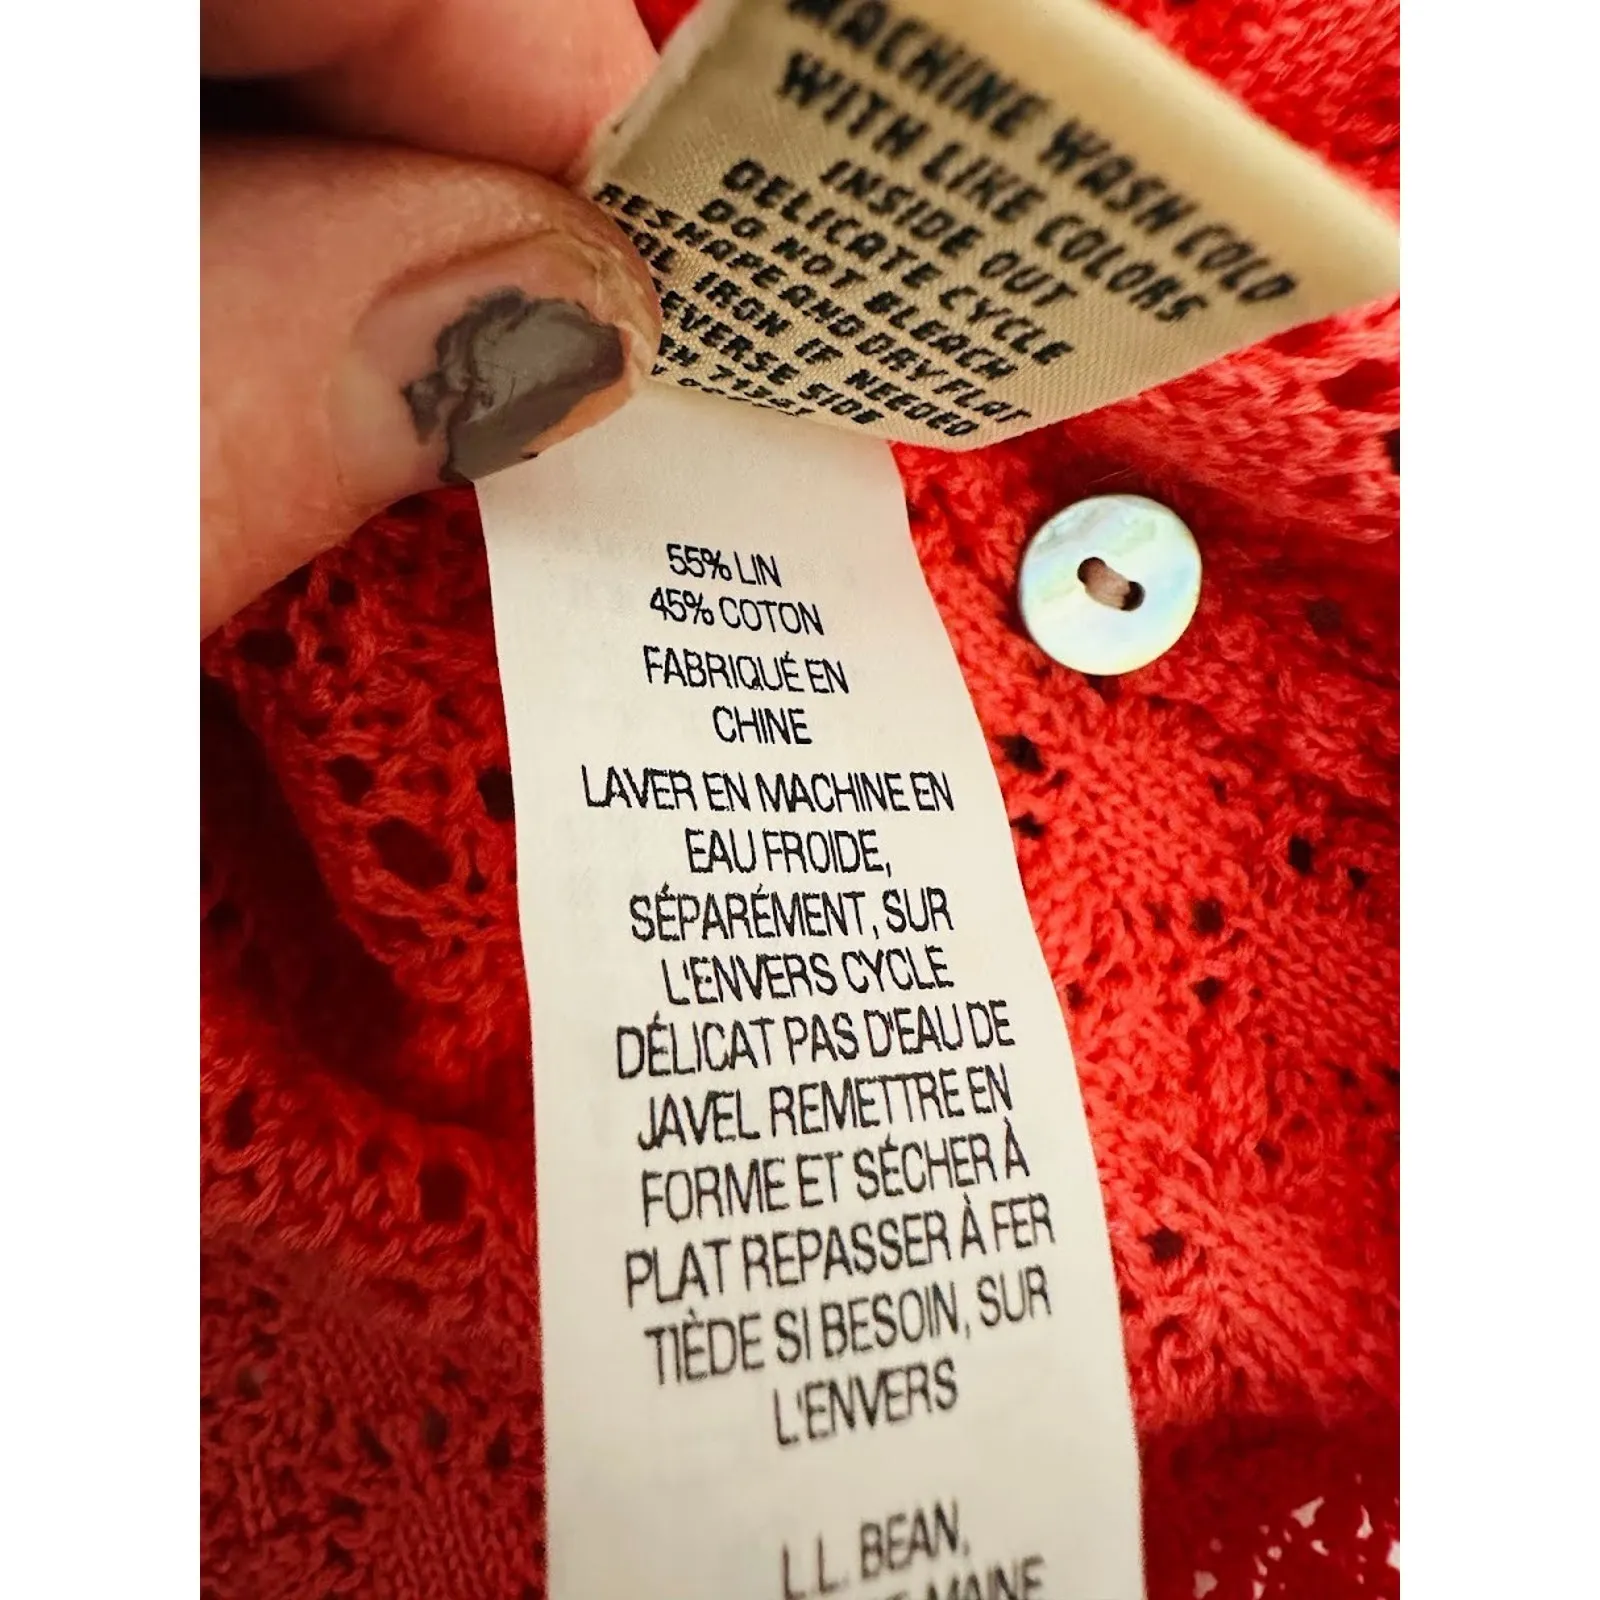 MACHINE WASH COLD
WITH LIKE COLORS
INSIDE OUT
DELICATE CYCLE
DO NOT BLEACH
RESHAPE AND DRY FLAT
IRON IF NEEDED
REVERSE SIDE
55% LIN
45% COTON
FABRIQUÉ EN
CHINE
LAVER EN MACHINE EN
EAU FROIDE,
SÉPARÉMENT, SUR
L'ENVERS CYCLE
DÉLICAT PAS D'EAU DE
JAVEL REMETTRE EN
FORME ET SÉCHER À
PLAT REPASSER À FER
TIÈDE SI BESOIN, SUR
L'ENVERS
L.L. BEAN,
MAINE